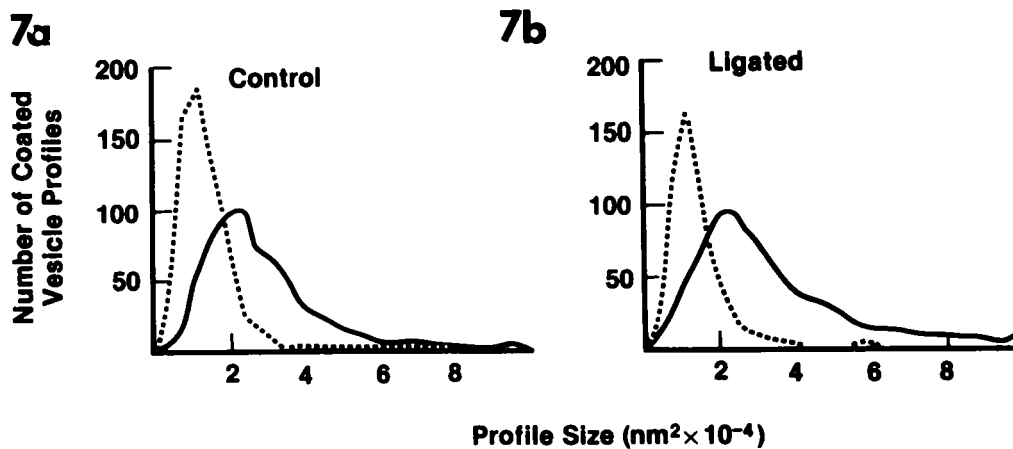 7a
7b
Control
Ligated
Number of Coated
Vesicle Profiles
200
150
100
50
2
4
6
8
200
150
100
50
2
4
6
8
Profile Size (nm² × 10⁻⁴)